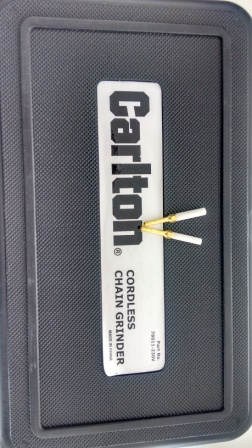 Carlton®
CORDLESS
CHAIN GRINDER
MADE IN CHINA
Part No.